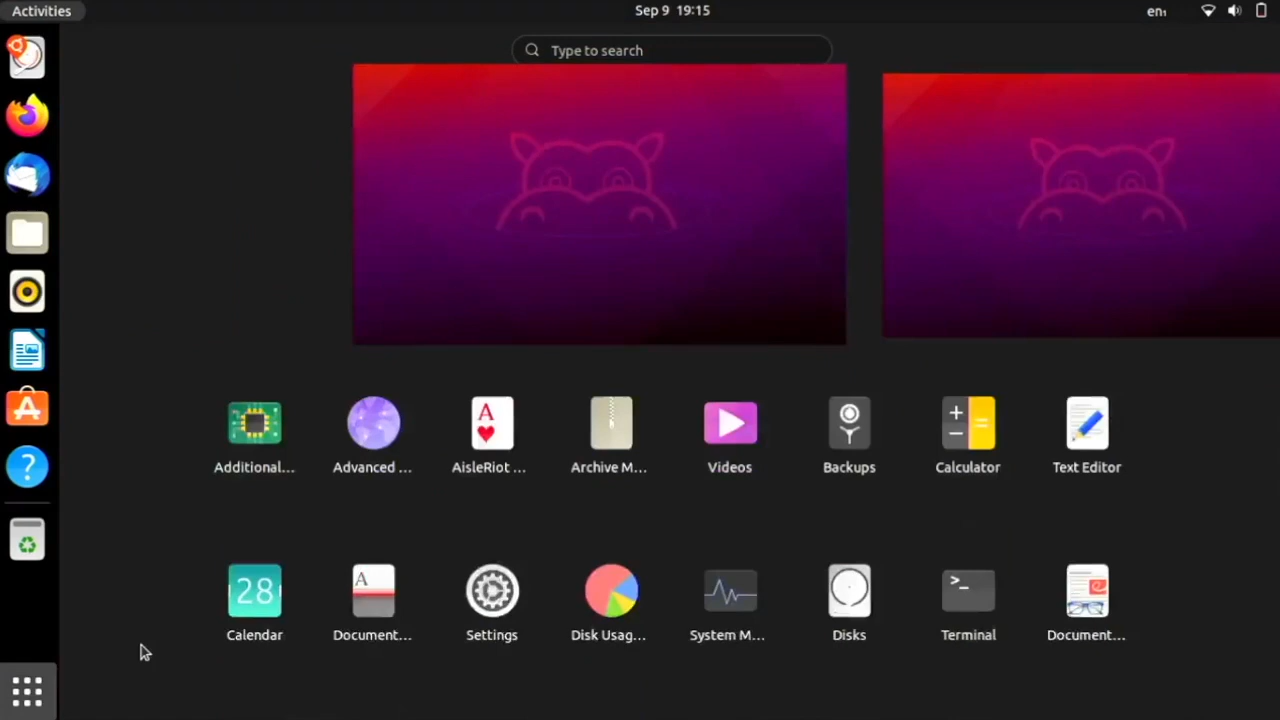 Activities
Sep 9 19:15
en₁
Type to search
Additional...
Advanced ...
AisleRiot ...
Archive M...
Videos
Backups
Calculator
Text Editor
A
28
A
>_
Calendar
Document...
Settings
Disk Usag...
System M...
Disks
Terminal
Document...